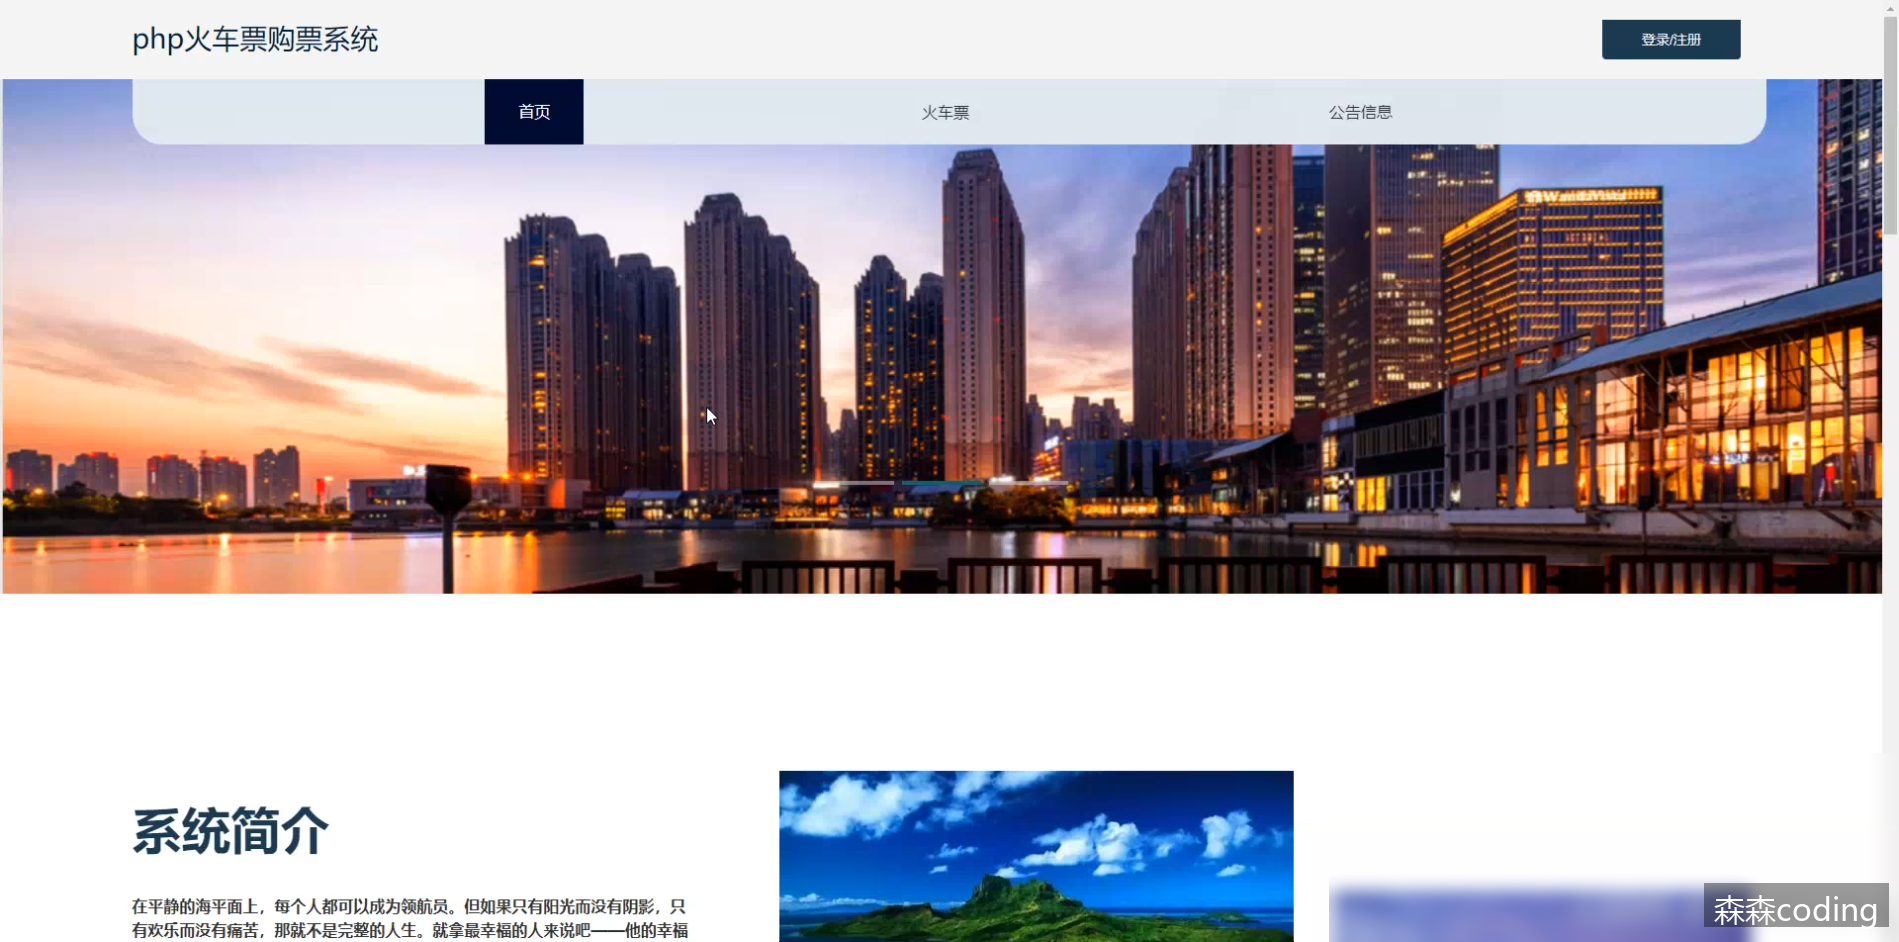 php火车票购票系统
登录/注册
首页
火车票
公告信息
WandaVista
系统简介
在平静的海平面上，每个人都可以成为领航员。但如果只有阳光而没有阴影，只
有欢乐而没有痛苦，那就不是完整的人生。就拿最幸福的人来说吧——他的幸福
森森coding